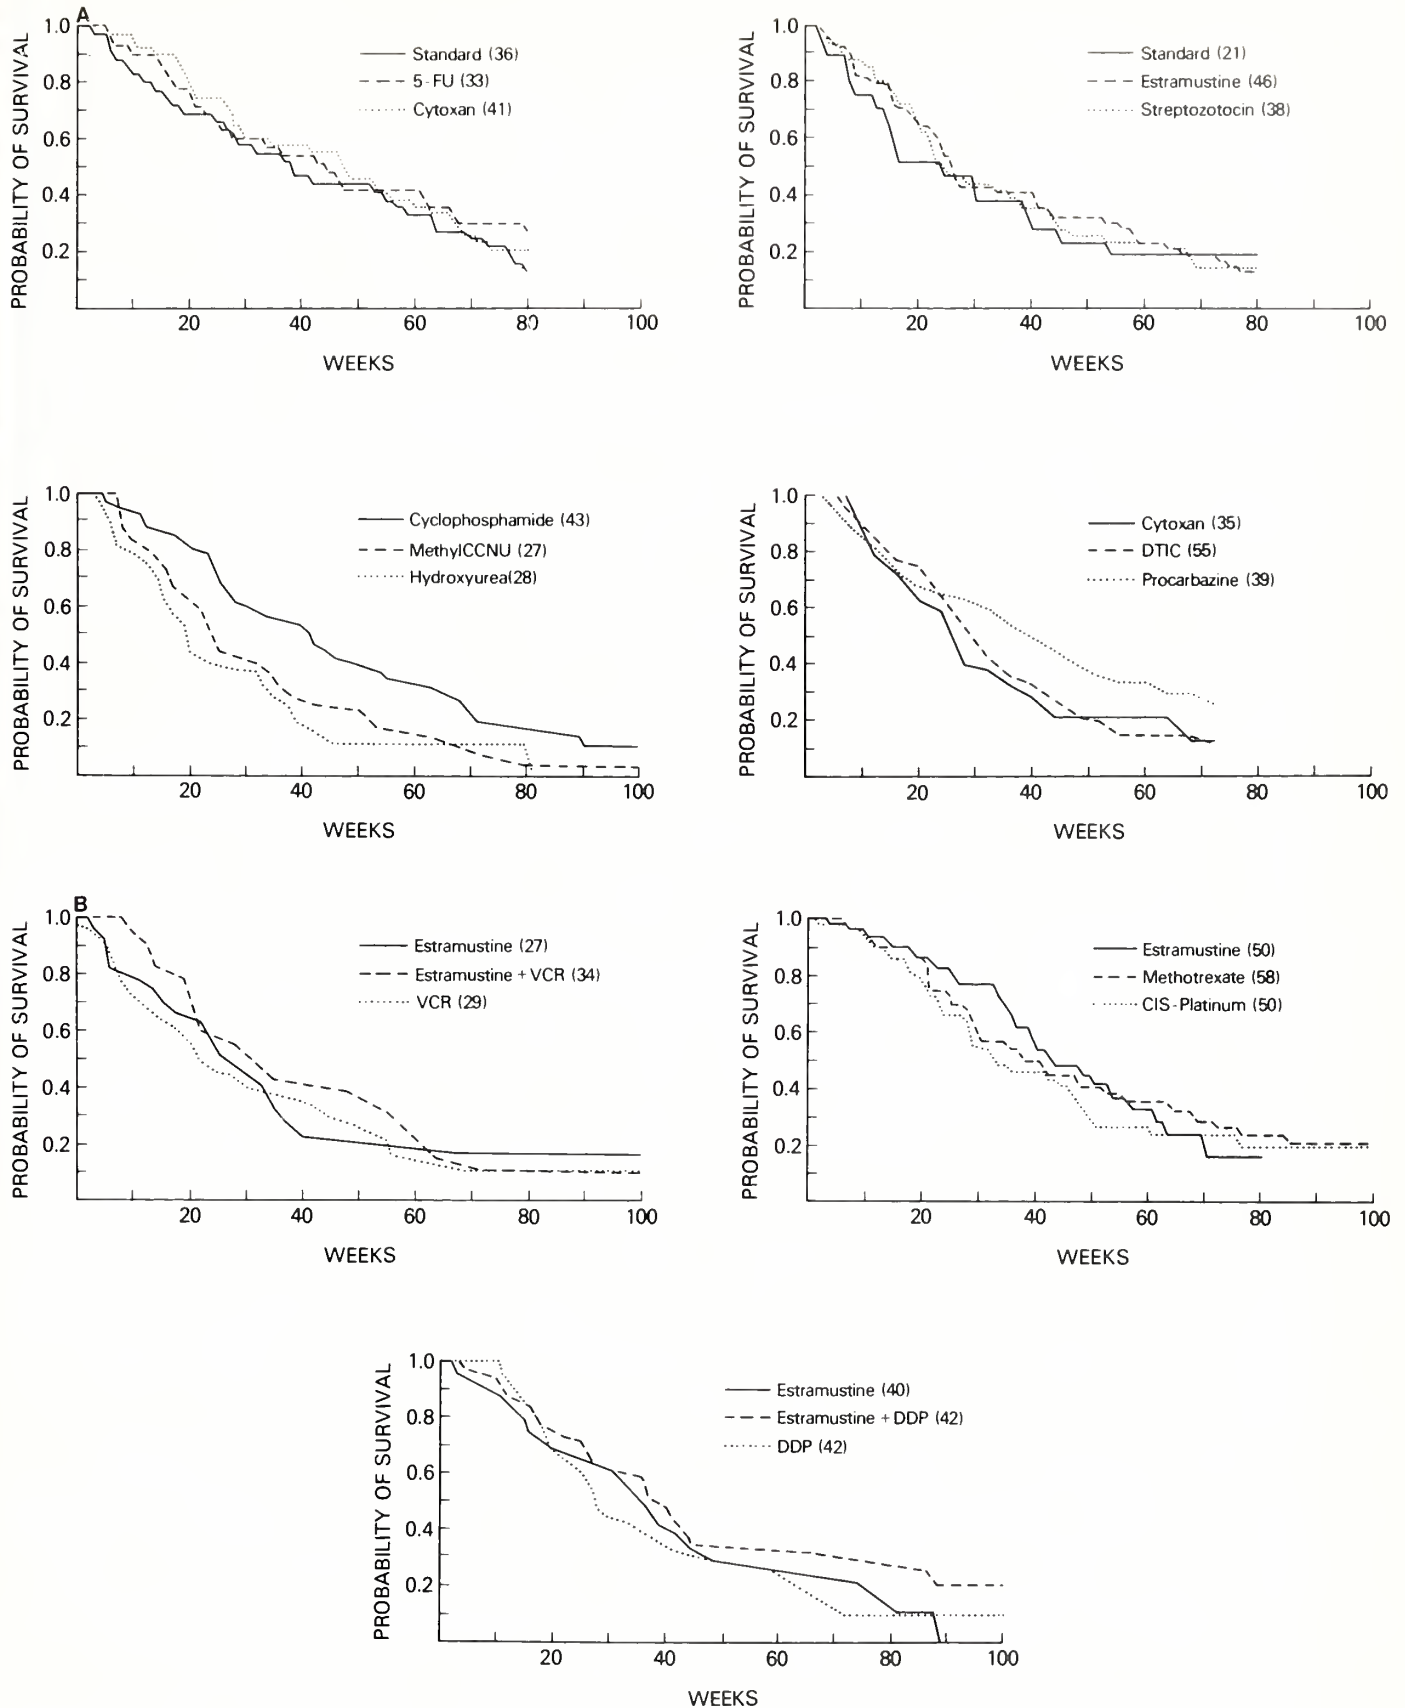 A
PROBABILITY OF SURVIVAL
1.0
0.8
0.6
0.4
0.2
Standard (36)
5-FU (33)
Cytoxan (41)
20 40 60 80 100
WEEKS
PROBABILITY OF SURVIVAL
1.0
0.8
0.6
0.4
0.2
Standard (21)
Estramustine (46)
Streptozotocin (38)
20 40 60 80 100
WEEKS
PROBABILITY OF SURVIVAL
1.0
0.8
0.6
0.4
0.2
Cyclophosphamide (43)
MethylCCNU (27)
Hydroxyurea(28)
20 40 60 80 100
WEEKS
PROBABILITY OF SURVIVAL
1.0
0.8
0.6
0.4
0.2
Cytoxan (35)
DTIC (55)
Procarbazine (39)
20 40 60 80 100
WEEKS
B
PROBABILITY OF SURVIVAL
1.0
0.8
0.6
0.4
0.2
Estramustine (27)
Estramustine + VCR (34)
VCR (29)
20 40 60 80 100
WEEKS
PROBABILITY OF SURVIVAL
1.0
0.8
0.6
0.4
0.2
Estramustine (50)
Methotrexate (58)
CIS-Platinum (50)
20 40 60 80 100
WEEKS
PROBABILITY OF SURVIVAL
1.0
0.8
0.6
0.4
0.2
Estramustine (40)
Estramustine + DDP (42)
DDP (42)
20 40 60 80 100
WEEKS